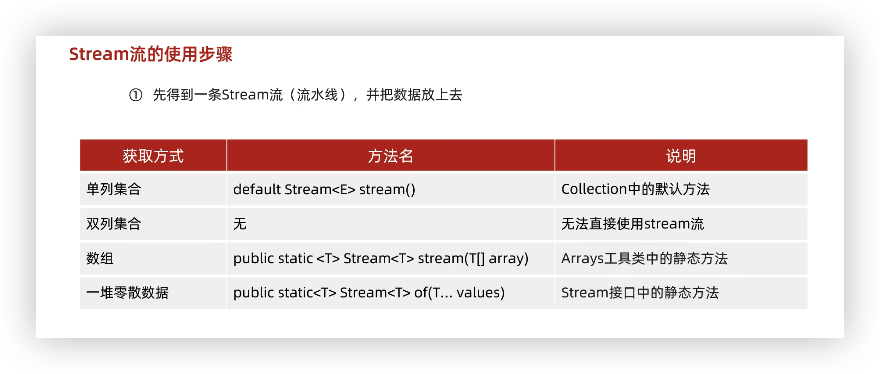 Stream流的使用步骤
① 先得到一条Stream流（流水线），并把数据放上去
获取方式 方法名 说明
单列集合 default Stream<E> stream() Collection中的默认方法
双列集合 无 无法直接使用stream流
数组 public static <T> Stream<T> stream(T[] array) Arrays工具类中的静态方法
一堆零散数据 public static<T> Stream<T> of(T... values) Stream接口中的静态方法